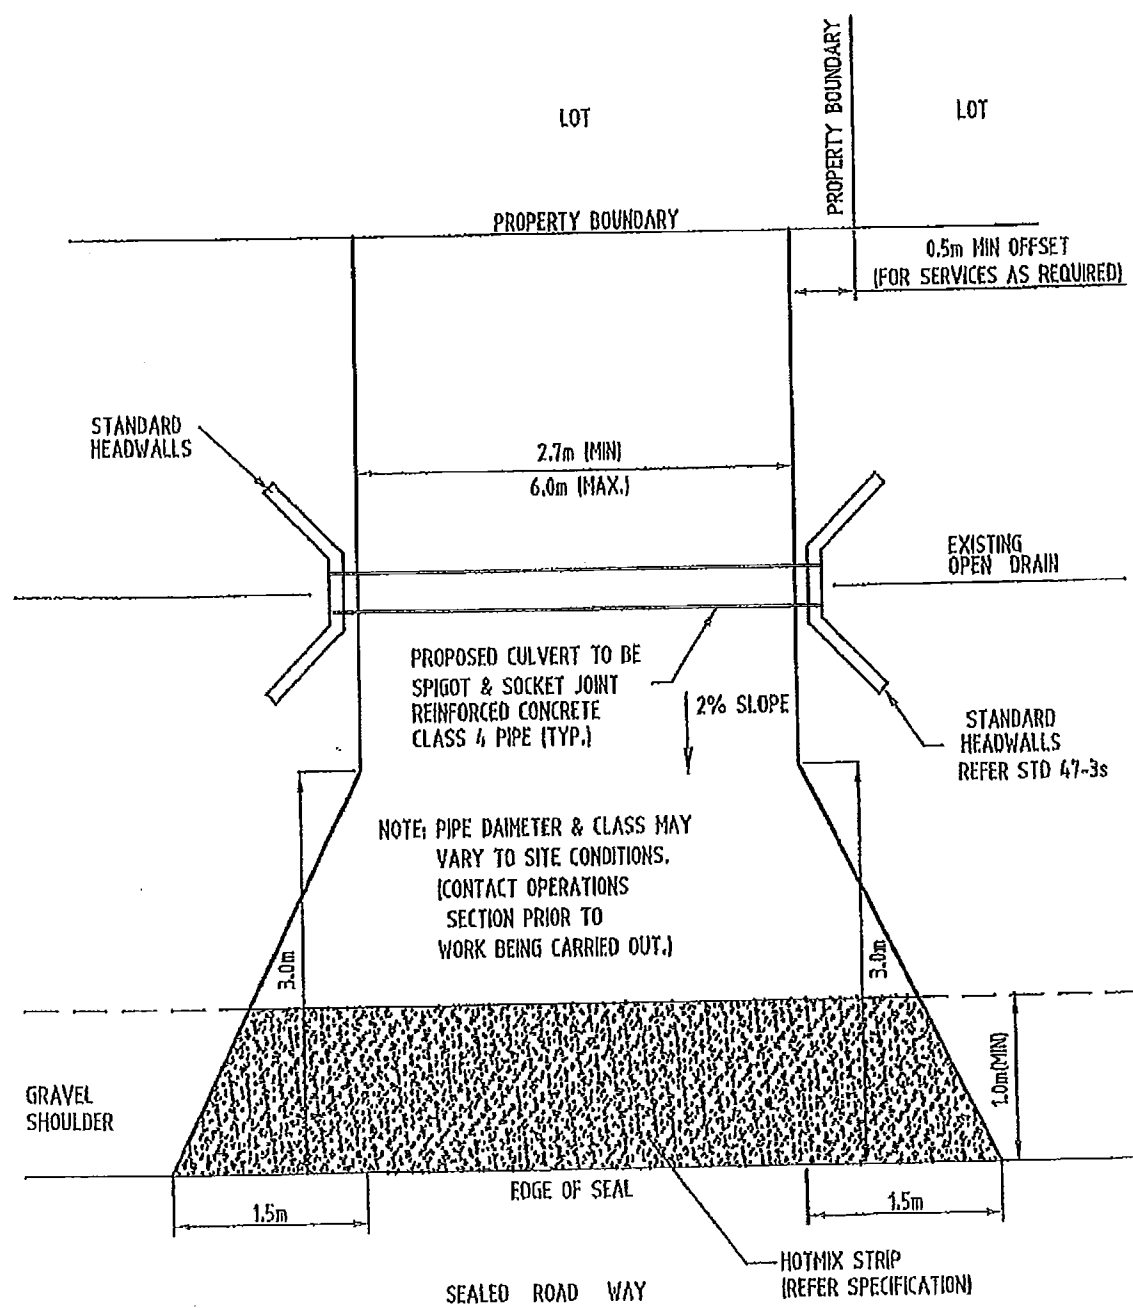 PROPERTY BOUNDARY
LOT
LOT
PROPERTY BOUNDARY
0.5m MIN OFFSET
(FOR SERVICES AS REQUIRED)
STANDARD
HEADWALLS
2.7m (MIN)
6.0m (MAX.)
EXISTING
OPEN DRAIN
PROPOSED CULVERT TO BE
SPIGOT & SOCKET JOINT
REINFORCED CONCRETE
CLASS 4 PIPE (TYP.)
2% SLOPE
STANDARD
HEADWALLS
REFER STD 47-3s
NOTE: PIPE DAIMETER & CLASS MAY
VARY TO SITE CONDITIONS.
(CONTACT OPERATIONS
SECTION PRIOR TO
WORK BEING CARRIED OUT.)
3.0m
3.0m
1.0m(MIN)
GRAVEL
SHOULDER
EDGE OF SEAL
1.5m
1.5m
HOTMIX STRIP
(REFER SPECIFICATION)
SEALED ROAD WAY